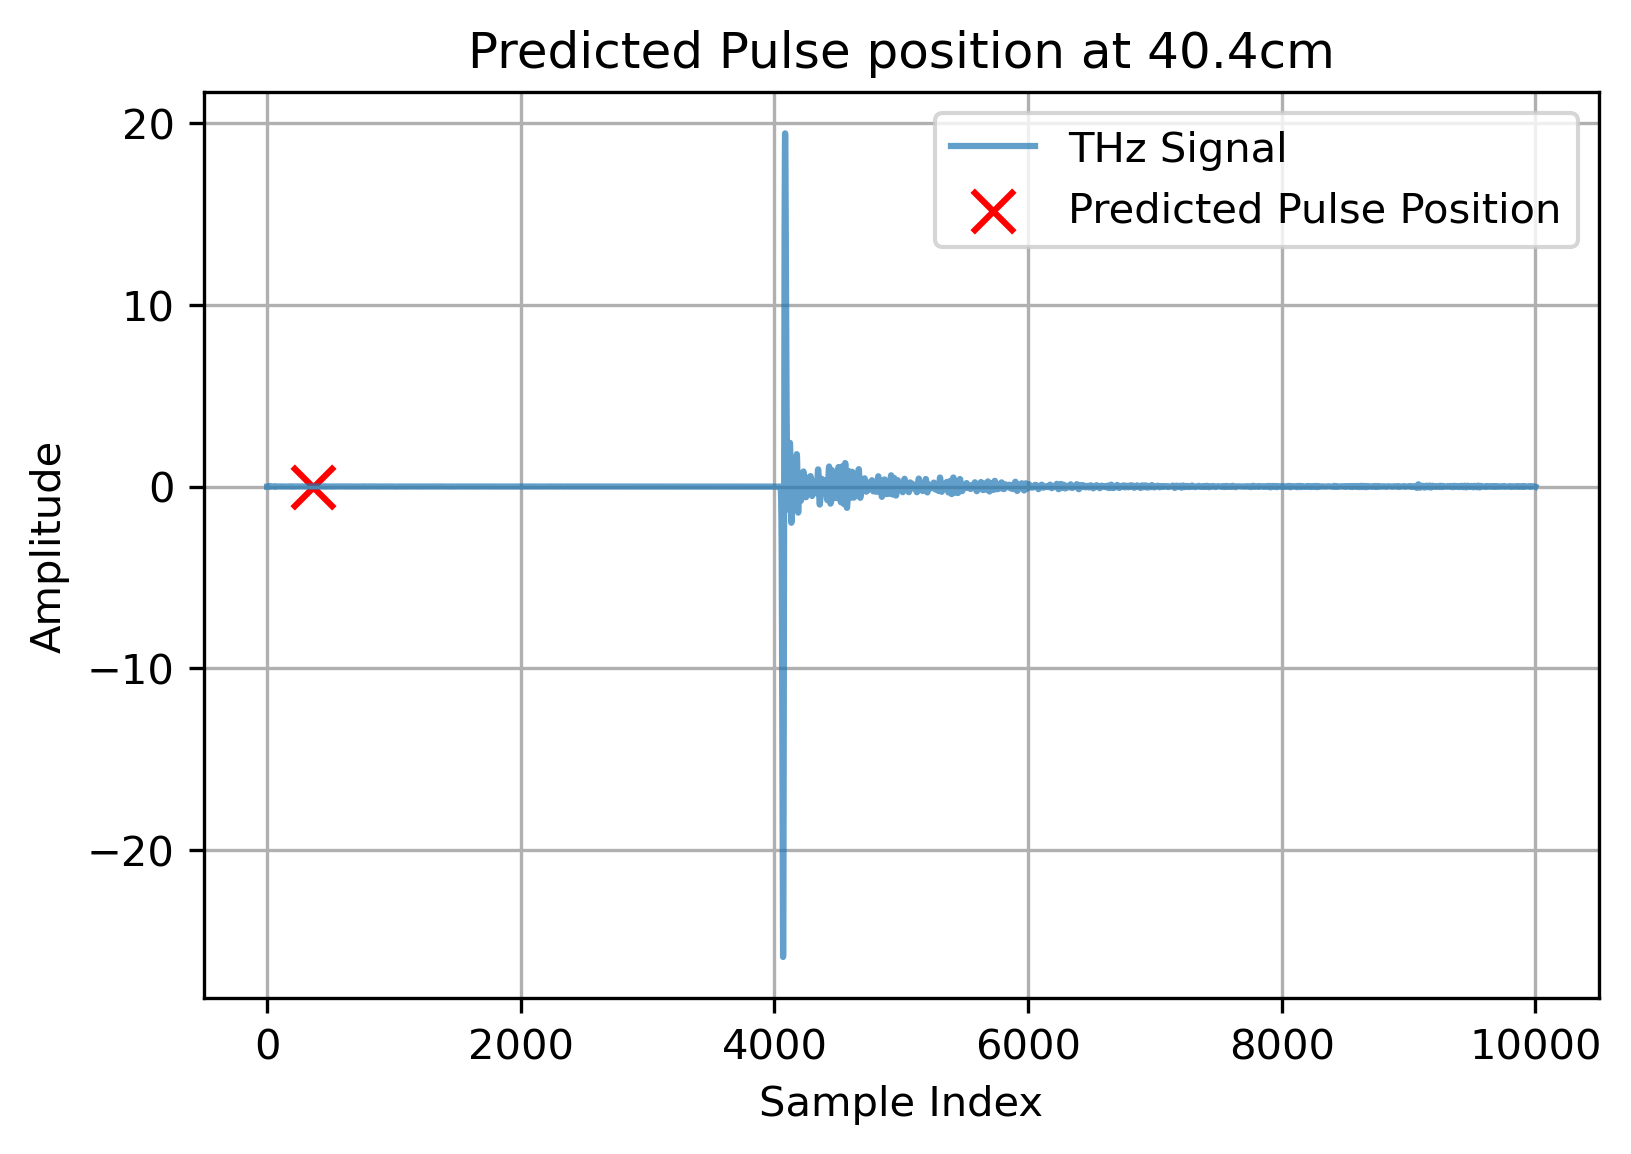 Predicted Pulse position at 40.4cm
THz Signal
Predicted Pulse Position
20
10
0
−10
−20
Amplitude
0 2000 4000 6000 8000 10000
Sample Index